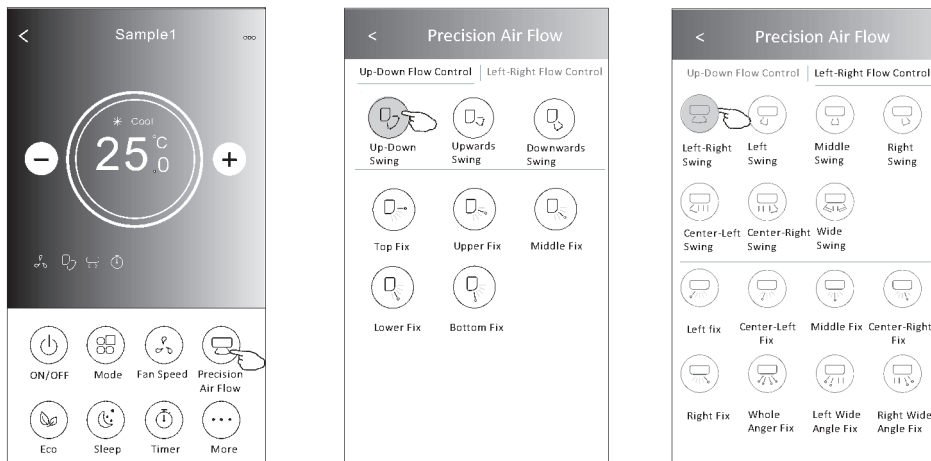 < Sample1
Cool
25.0 °C
− +
ON/OFF Mode Fan Speed Precision
Air Flow
Eco Sleep Timer More
< Precision Air Flow
Up-Down Flow Control Left-Right Flow Control
Up-Down Upwards Downwards
Swing Swing Swing
Top Fix Upper Fix Middle Fix
Lower Fix Bottom Fix
< Precision Air Flow
Up-Down Flow Control Left-Right Flow Control
Left-Right Left Middle Right
Swing Swing Swing Swing
Center-Left Center-Right Wide
Swing Swing Swing
Left fix Center-Left Middle Fix Center-Right
Fix Fix
Right Fix Whole Left Wide Right Wide
Anger Fix Angle Fix Angle Fix